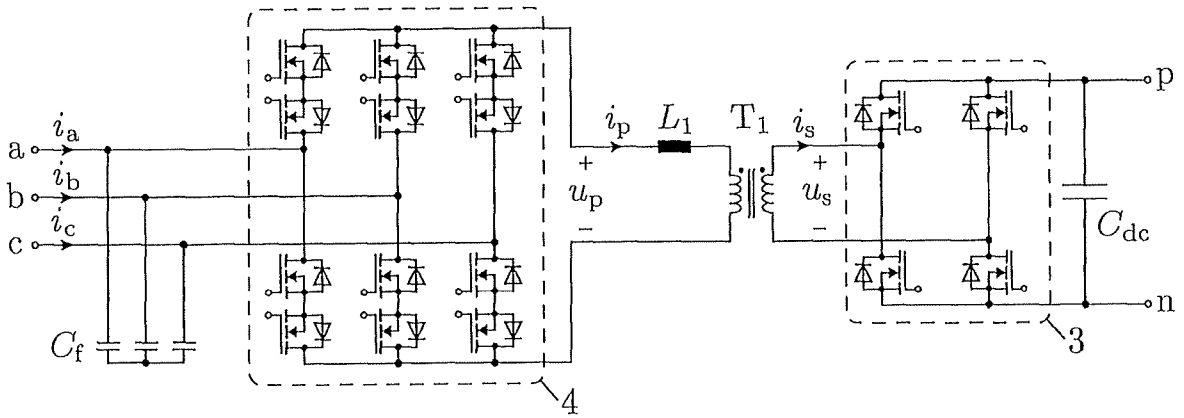 a
i_a
b
i_b
c
i_c
C_f
4
i_p
L_1
+
u_p
−
T_1
i_s
+
u_s
−
3
p
C_dc
n